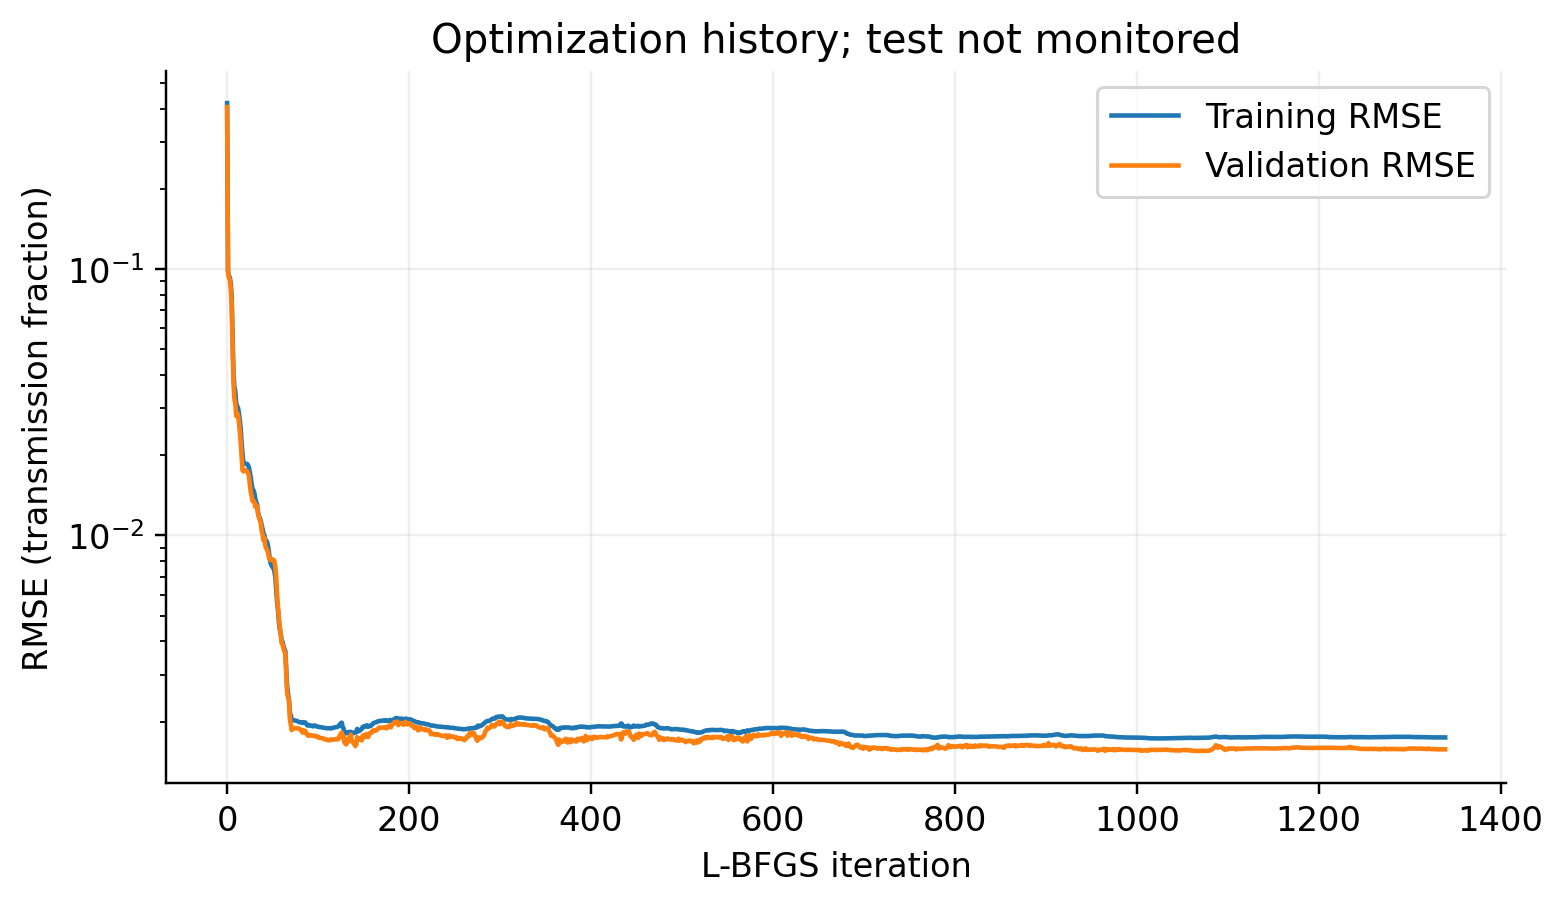 Optimization history; test not monitored
Training RMSE
Validation RMSE
RMSE (transmission fraction)
10⁻¹
10⁻²
0 200 400 600 800 1000 1200 1400
L-BFGS iteration